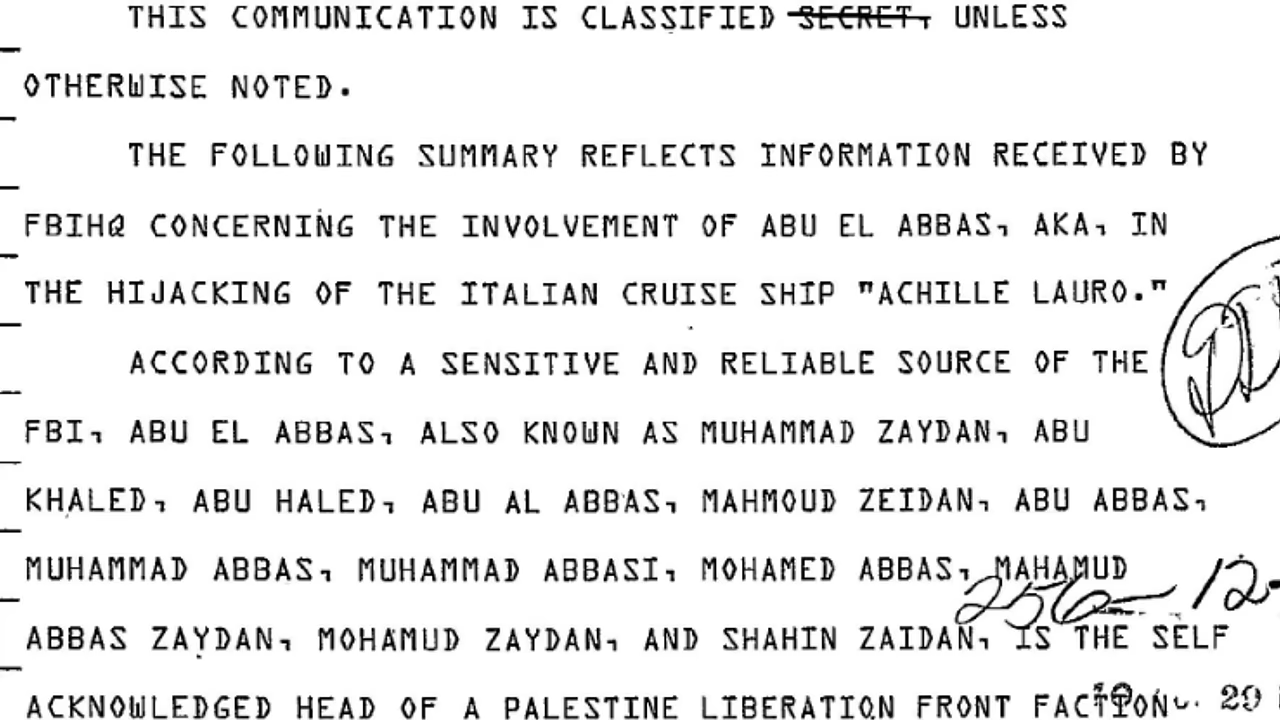 THIS COMMUNICATION IS CLASSIFIED SECRET, UNLESS
OTHERWISE NOTED.
THE FOLLOWING SUMMARY REFLECTS INFORMATION RECEIVED BY
FBIHQ CONCERNING THE INVOLVEMENT OF ABU EL ABBAS, AKA, IN
THE HIJACKING OF THE ITALIAN CRUISE SHIP "ACHILLE LAURO."
ACCORDING TO A SENSITIVE AND RELIABLE SOURCE OF THE
FBI, ABU EL ABBAS, ALSO KNOWN AS MUHAMMAD ZAYDAN, ABU
KHALED, ABU HALED, ABU AL ABBAS, MAHMOUD ZEIDAN, ABU ABBAS,
MUHAMMAD ABBAS, MUHAMMAD ABBASI, MOHAMED ABBAS, MAHAMUD
256- 12-
ABBAS ZAYDAN, MOHAMUD ZAYDAN, AND SHAHIN ZAIDAN, IS THE SELF
ACKNOWLEDGED HEAD OF A PALESTINE LIBERATION FRONT FACTION
29